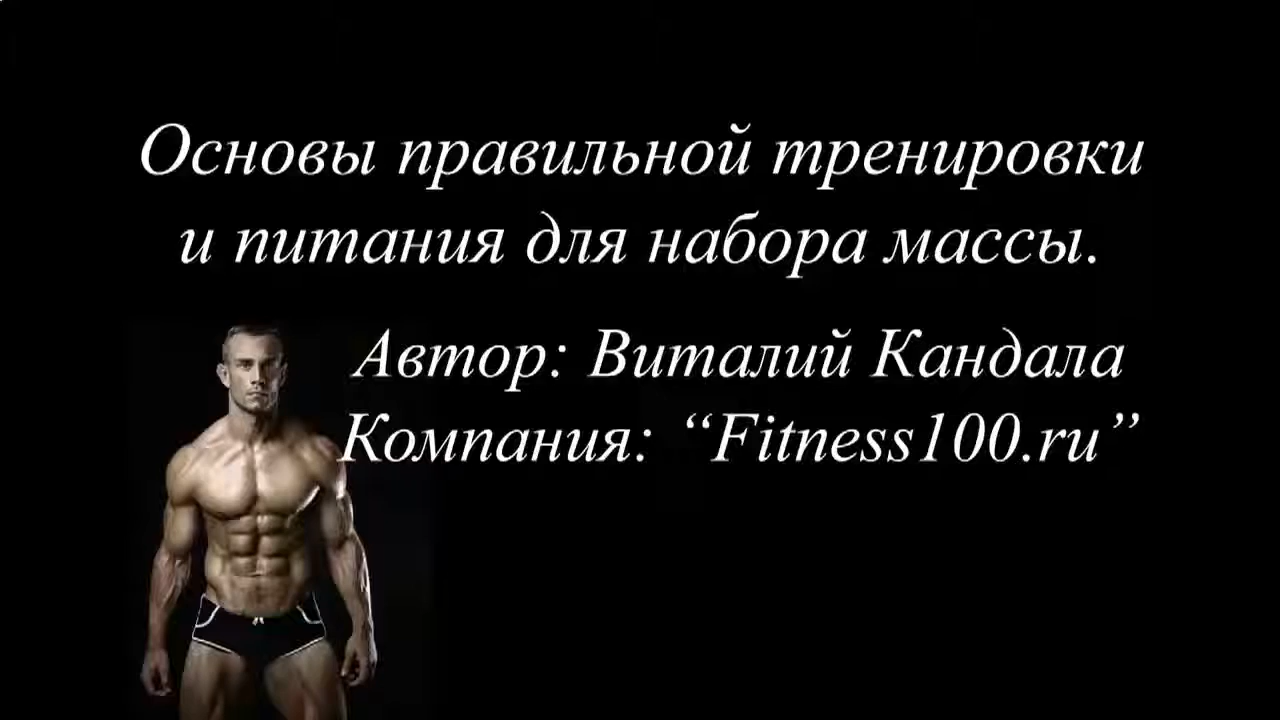 Основы правильной тренировки
и питания для набора массы.
Автор: Виталий Кандала
Компания: “Fitness100.ru”